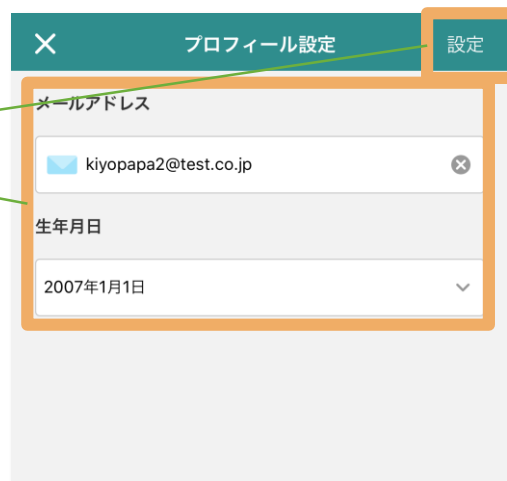 プロフィール設定 設定
メールアドレス
kiyopapa2@test.co.jp
生年月日
2007年1月1日